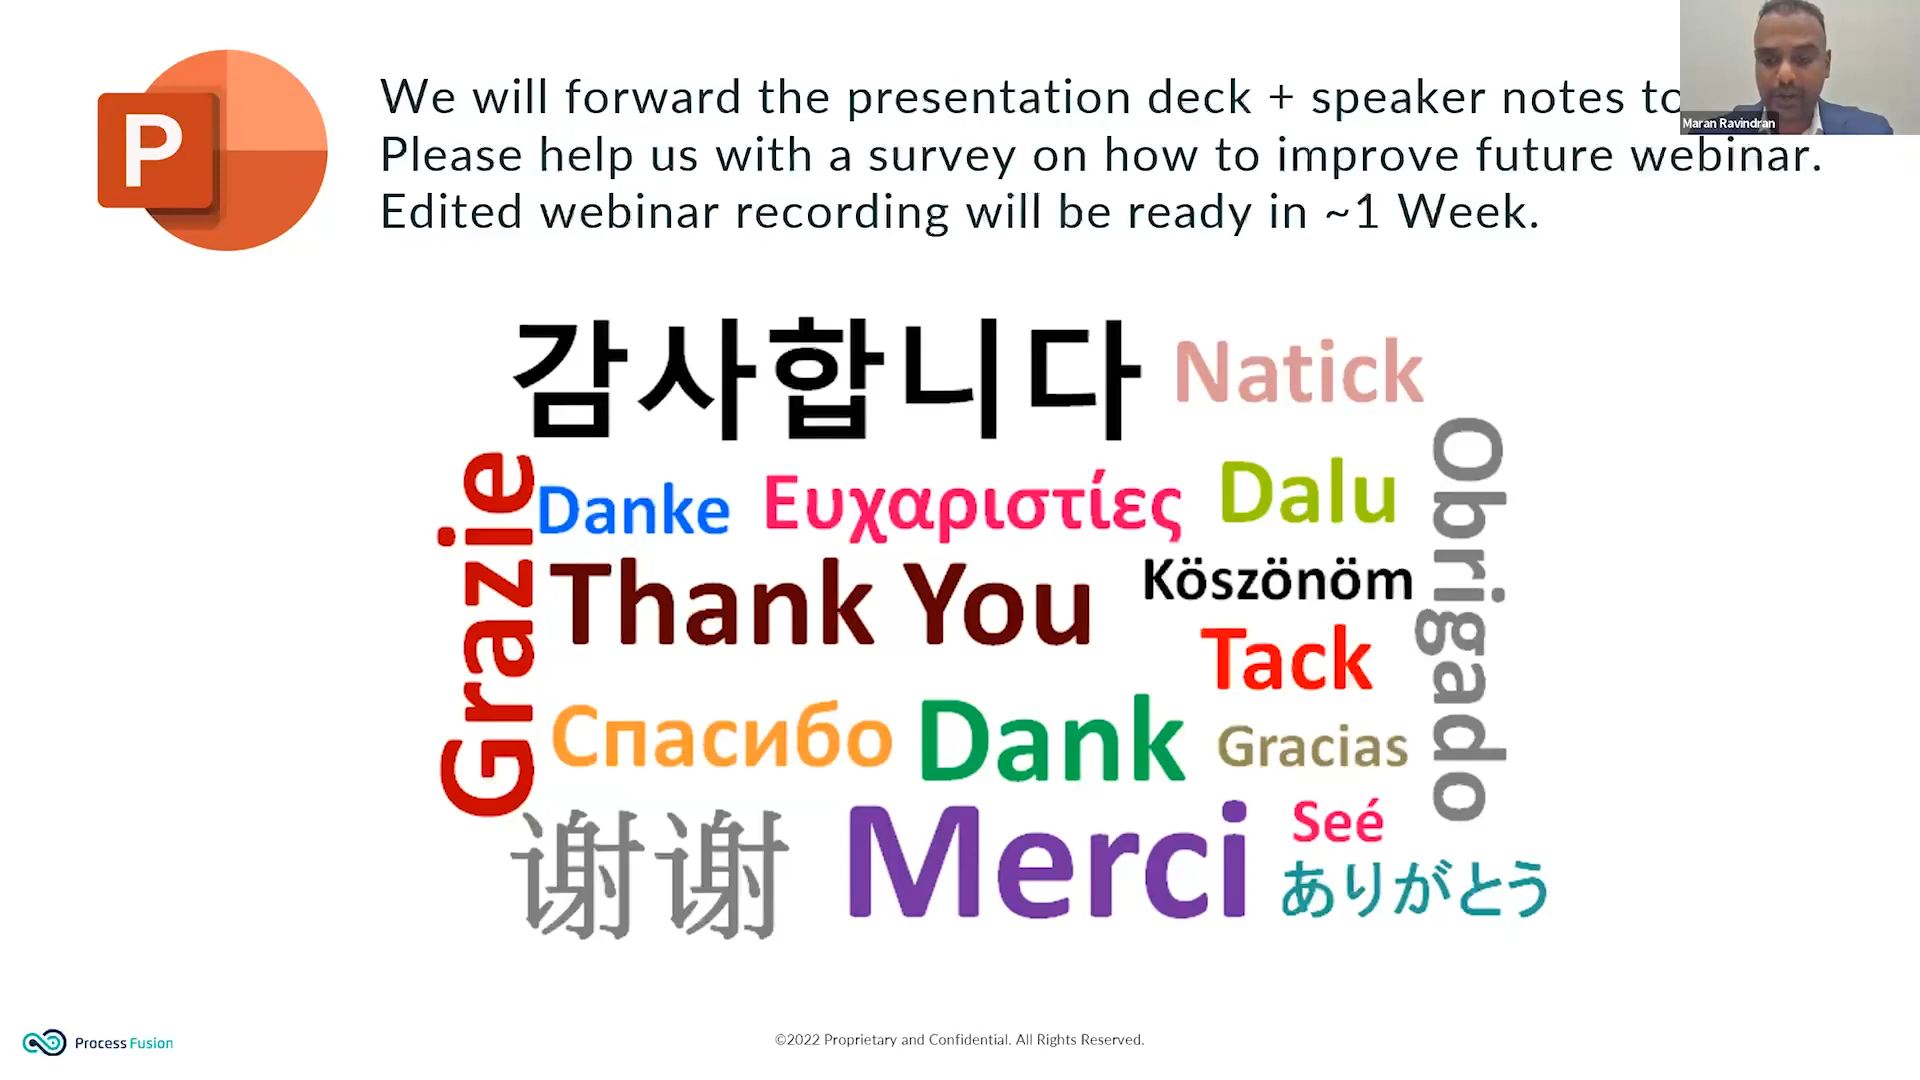 P
We will forward the presentation deck + speaker notes to
Maran Ravindran
Please help us with a survey on how to improve future webinar.
Edited webinar recording will be ready in ~1 Week.
감사합니다
Natick
Grazie
Danke
Ευχαριστίες
Dalu
Obrigado
Thank You
Köszönöm
Tack
Спасибо
Dank
Gracias
谢谢
Merci
Seé
ありがとう
Process Fusion
©2022 Proprietary and Confidential. All Rights Reserved.